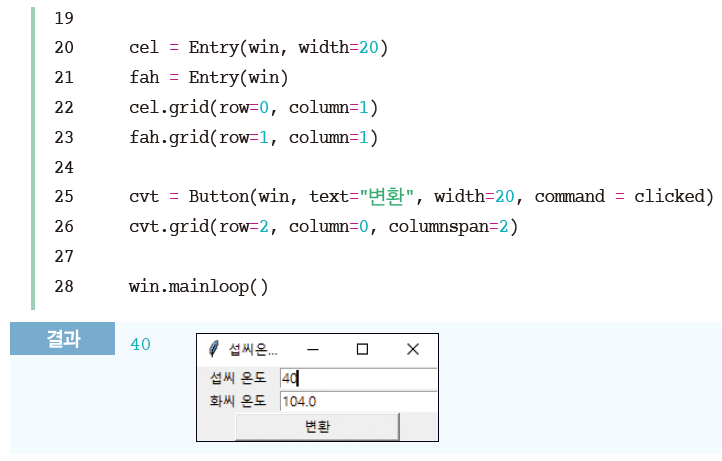 19
20 cel = Entry(win, width=20)
21 fah = Entry(win)
22 cel.grid(row=0, column=1)
23 fah.grid(row=1, column=1)
24
25 cvt = Button(win, text="변환", width=20, command = clicked)
26 cvt.grid(row=2, column=0, columnspan=2)
27
28 win.mainloop()
결과 40
섭씨온...
섭씨 온도 40
화씨 온도 104.0
변환